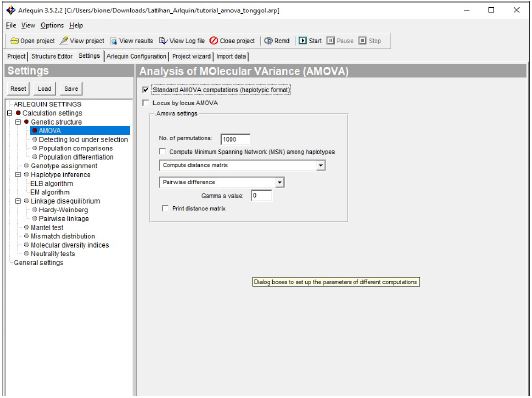 Arlequin 3.5.2.2 [C:/Users/bione/Downloads/Latihan_Arlquin/tutorial_amova_tonggol.arp]
File View Options Help
Open project View project View results View Log file Close project Rcmd Start Pause Stop
Project Structure Editor Settings Arlequin Configuration Project wizard Import data
Settings
Reset Load Save
ARLEQUIN SETTINGS
Calculation settings
Genetic structure
AMOVA
Detecting loci under selection
Population comparisons
Population differentiation
Genotype assignment
Haplotype inference
ELB algorithm
EM algorithm
Linkage disequilibrium
Hardy-Weinberg
Pairwise linkage
Mantel test
Mismatch distribution
Molecular diversity indices
Neutrality tests
General settings
Analysis of MOlecular VAriance (AMOVA)
Standard AMOVA computations (haplotypic format)
Locus by locus AMOVA
Amova settings
No. of permutations: 1000
Compute Minimum Spanning Network (MSN) among haplotypes
Compute distance matrix
Pairwise difference
Gamma a value: 0
Print distance matrix
Dialog boxes to set up the parameters of different computations